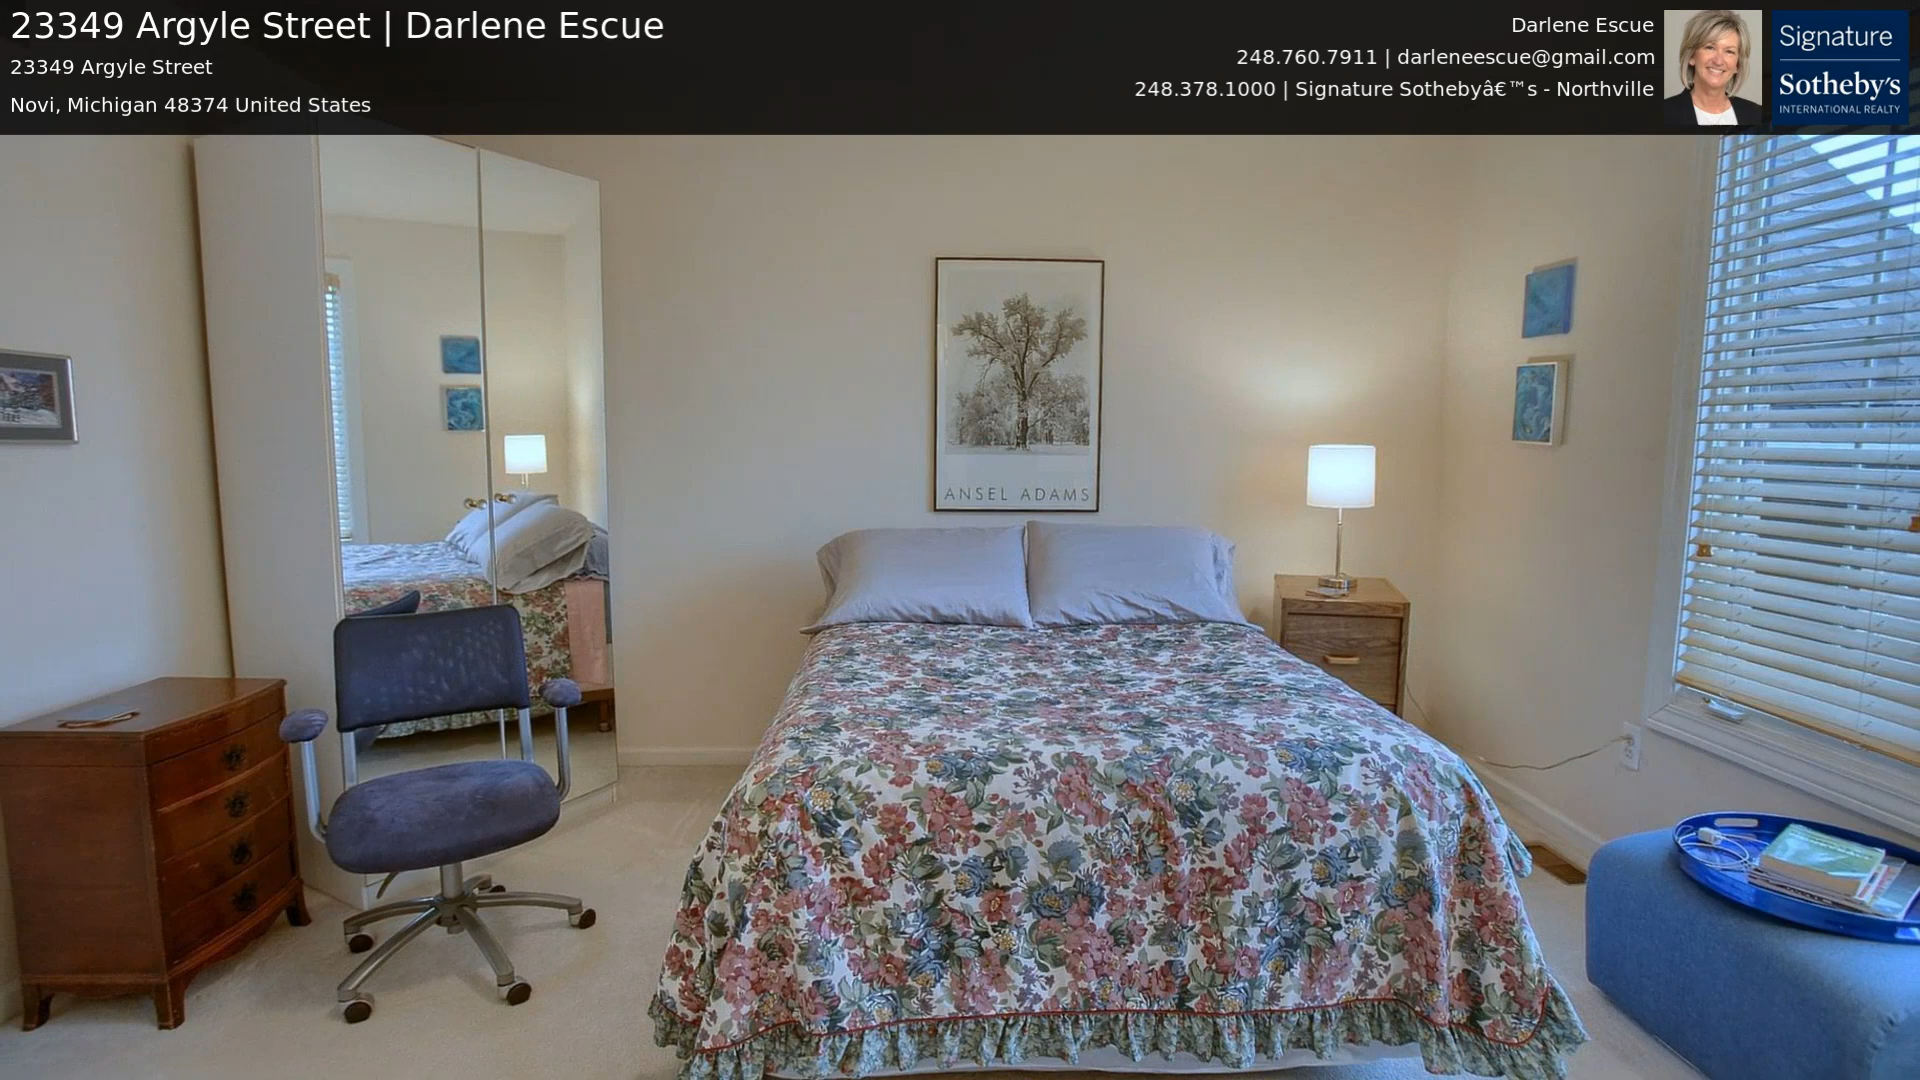 23349 Argyle Street | Darlene Escue
23349 Argyle Street
Novi, Michigan 48374 United States
Darlene Escue
248.760.7911 | darleneescue@gmail.com
248.378.1000 | Signature Sothebyâ€™s - Northville
Signature
Sotheby's
INTERNATIONAL REALTY
ANSEL ADAMS